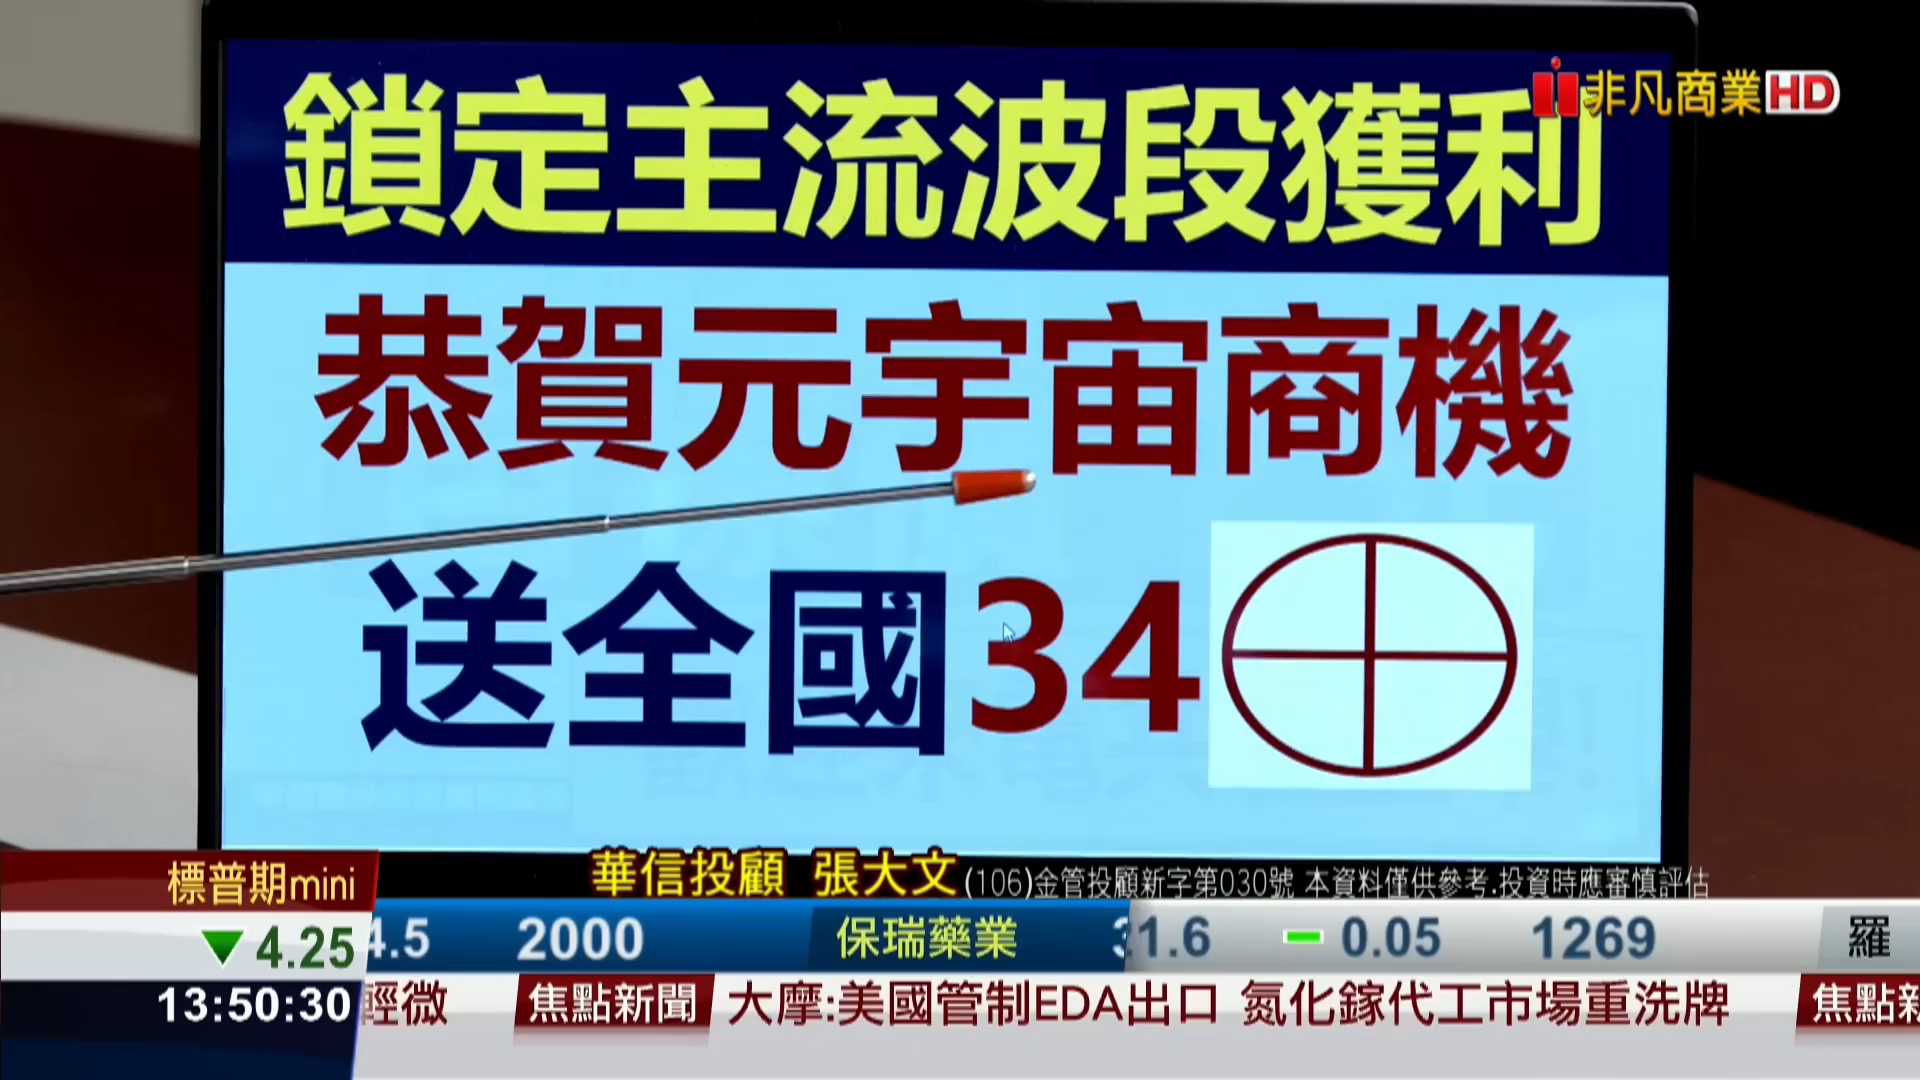 鎖定主流波段獲利
非凡商業HD
恭賀元宇宙商機
送全國34
華信投顧 張大文 (106)金管投顧新字第030號 本資料僅供參考.投資時應審慎評估
標普期mini
▼4.25
4.5 2000 保瑞藥業 31.6 0.05 1269 羅
13:50:30
輕微 焦點新聞 大摩:美國管制EDA出口 氮化鎵代工市場重洗牌 焦點新